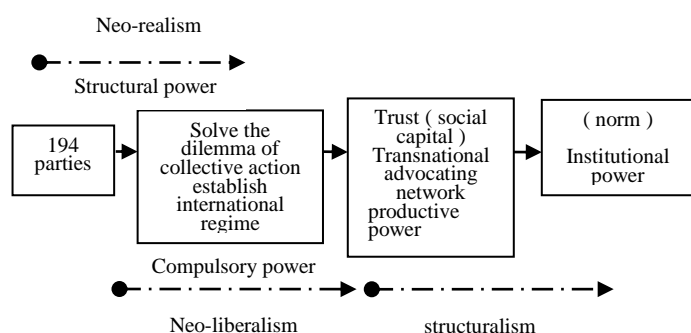 Neo-realism
Structural power
194
parties
Solve the
dilemma of
collective action
establish
international
regime
Trust ( social
capital )
Transnational
advocating
network
productive
power
( norm )
Institutional
power
Compulsory power
Neo-liberalism
structuralism